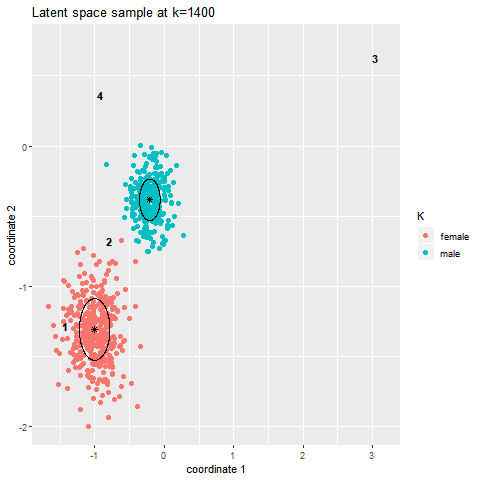 Latent space sample at k=1400
3
4
0
2
-1
1
-2
-1
0
1
2
3
coordinate 1
coordinate 2
K
female
male